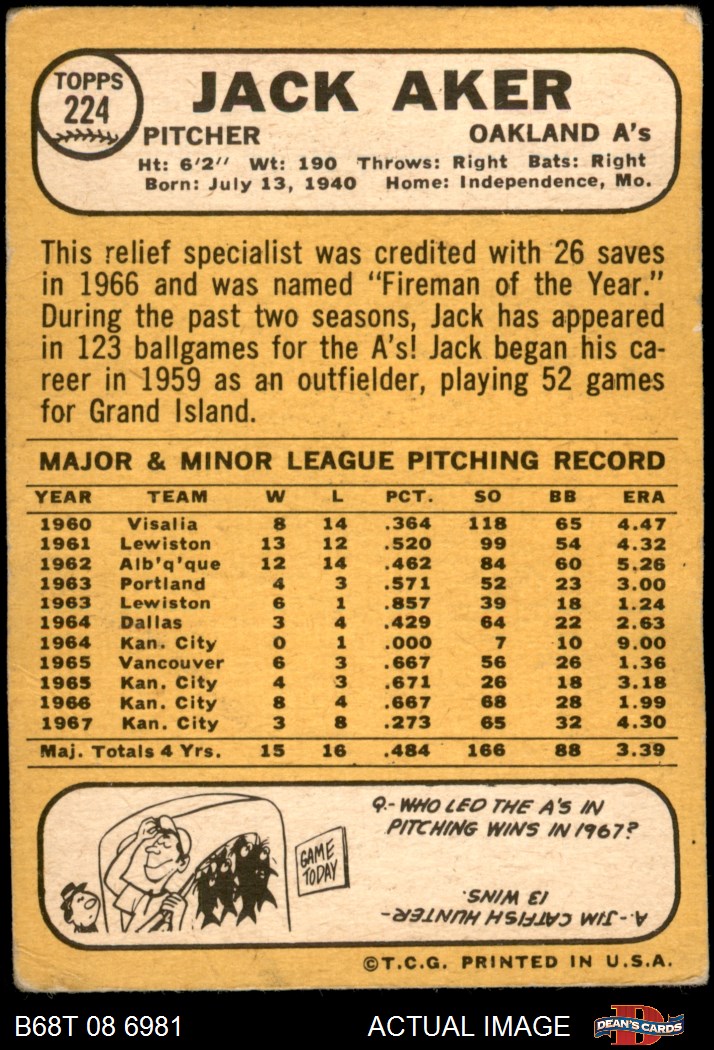 TOPPS
224
JACK AKER
PITCHER OAKLAND A's
Ht: 6'2" Wt: 190 Throws: Right Bats: Right
Born: July 13, 1940 Home: Independence, Mo.
This relief specialist was credited with 26 saves
in 1966 and was named "Fireman of the Year."
During the past two seasons, Jack has appeared
in 123 ballgames for the A's! Jack began his ca-
reer in 1959 as an outfielder, playing 52 games
for Grand Island.
MAJOR & MINOR LEAGUE PITCHING RECORD
YEAR TEAM W L PCT. SO BB ERA
1960 Visalia 8 14 .364 118 65 4.47
1961 Lewiston 13 12 .520 99 54 4.32
1962 Alb'q'que 12 14 .462 84 60 5.26
1963 Portland 4 3 .571 52 23 3.00
1963 Lewiston 6 1 .857 39 18 1.24
1964 Dallas 3 4 .429 64 22 2.63
1964 Kan. City 0 1 .000 7 10 9.00
1965 Vancouver 6 3 .667 56 26 1.36
1965 Kan. City 4 3 .671 26 18 3.18
1966 Kan. City 8 4 .667 68 28 1.99
1967 Kan. City 3 8 .273 65 32 4.30
Maj. Totals 4 Yrs. 15 16 .484 166 88 3.39
GAME
TODAY
Q.- WHO LED THE A'S IN
PITCHING WINS IN 1967?
A.- JIM CATFISH HUNTER-
13 WINS.
©T.C.G. PRINTED IN U.S.A.
B68T 08 6981 ACTUAL IMAGE
D
DEAN'S CARDS